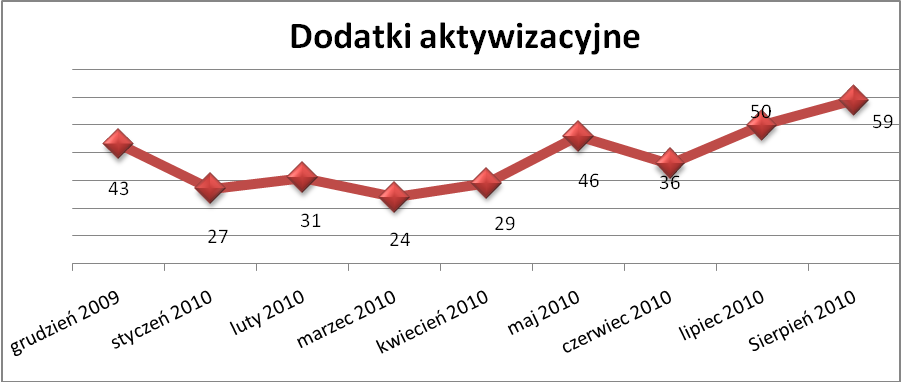 Dodatki aktywizacyjne
43
27
31
24
29
46
36
50
59
grudzień 2009
styczeń 2010
luty 2010
marzec 2010
kwiecień 2010
maj 2010
czerwiec 2010
lipiec 2010
Sierpień 2010